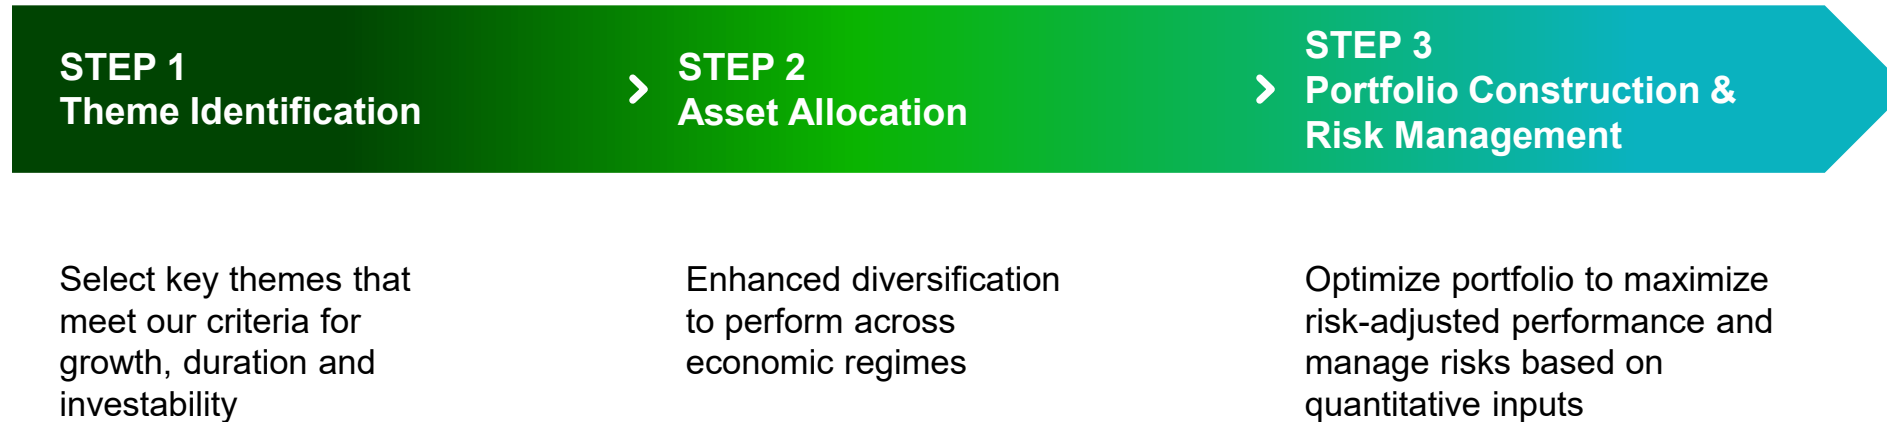 STEP 1
Theme Identification
STEP 2
Asset Allocation
STEP 3
Portfolio Construction &
Risk Management
Select key themes that
meet our criteria for
growth, duration and
investability
Enhanced diversification
to perform across
economic regimes
Optimize portfolio to maximize
risk-adjusted performance and
manage risks based on
quantitative inputs